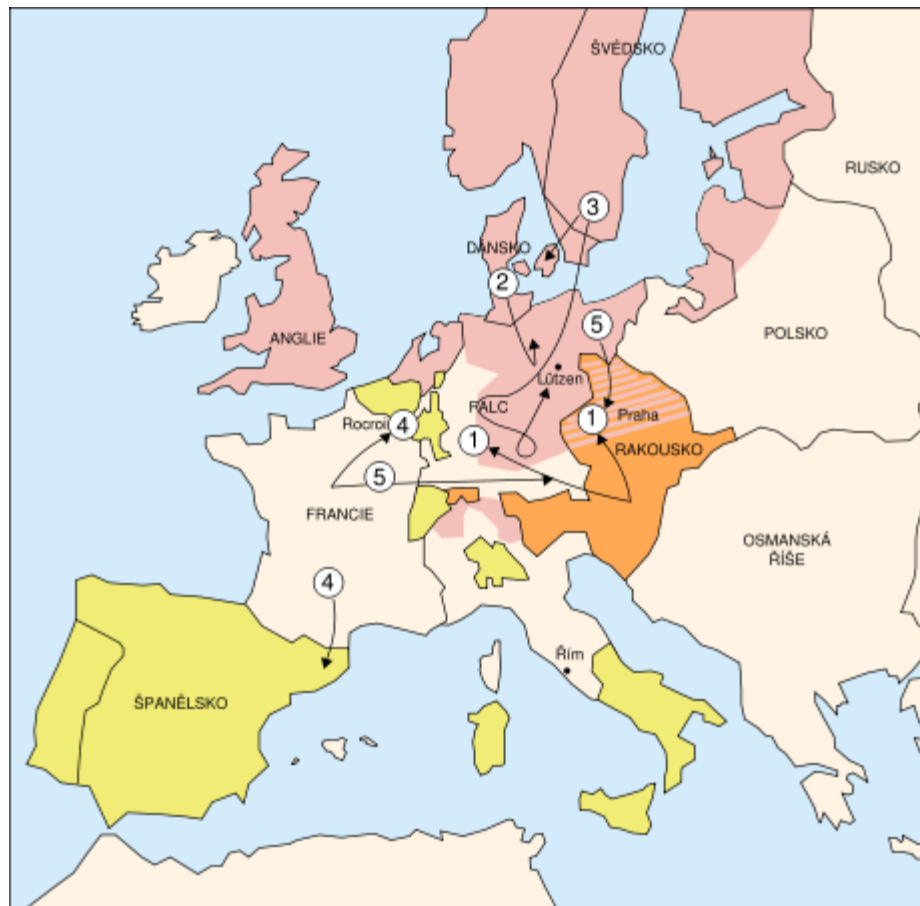 ŠVÉDSKO
RUSKO
3
DÁNSKO
2
5
POLSKO
ANGLIE
Lützen
FALC
Rocroi
4
1
1
Praha
RAKOUSKO
5
FRANCIE
OSMANSKÁ
ŘÍŠE
4
Řím
ŠPANĚLSKO